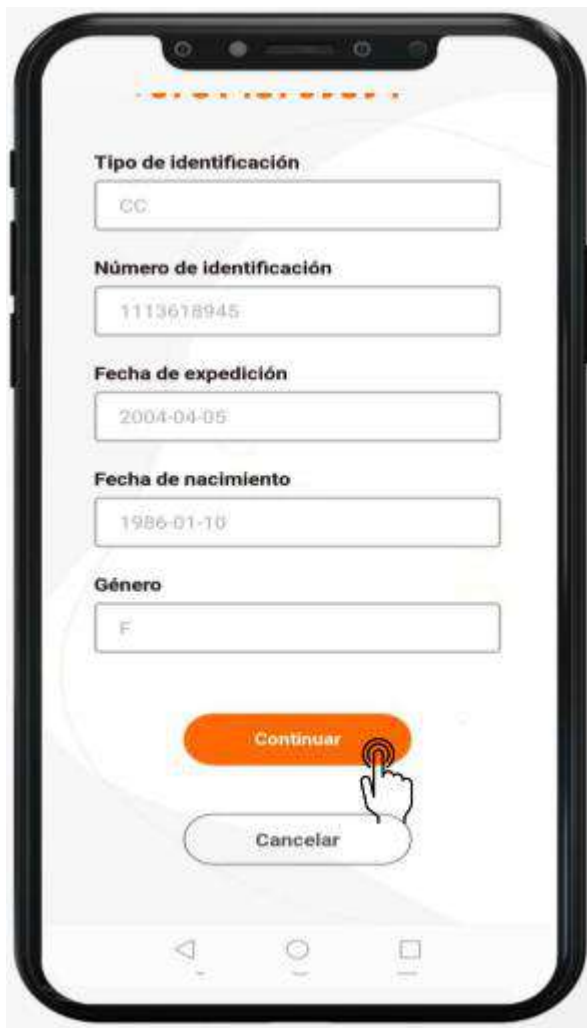 Tipo de identificación
CC
Número de identificación
1113618945
Fecha de expedición
2004-04-05
Fecha de nacimiento
1986-01-10
Género
F
Continuar
Cancelar